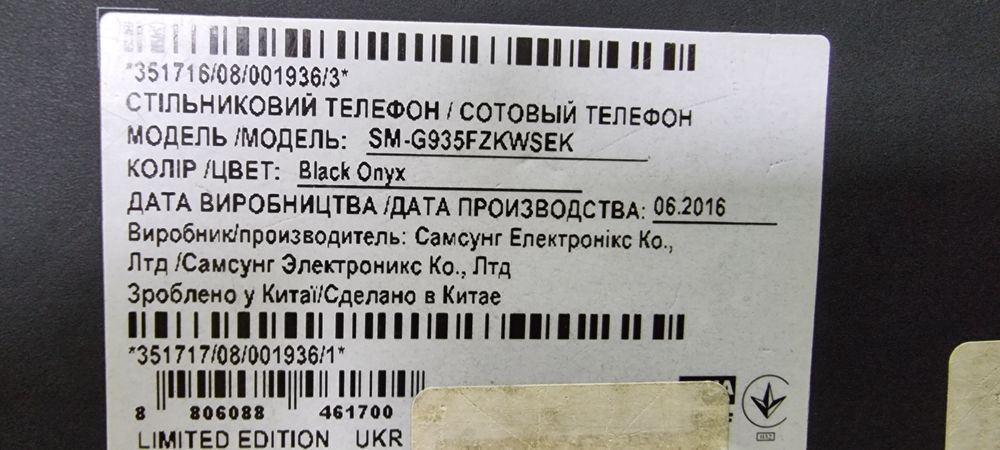 *351716/08/001936/3*
СТІЛЬНИКОВИЙ ТЕЛЕФОН / СОТОВЫЙ ТЕЛЕФОН
МОДЕЛЬ /МОДЕЛЬ: SM-G935FZKWSEK
КОЛІР /ЦВЕТ: Black Onyx
ДАТА ВИРОБНИЦТВА /ДАТА ПРОИЗВОДСТВА: 06.2016
Виробник/производитель: Самсунг Електронікс Ко.,
Лтд /Самсунг Электроникс Ко., Лтд
Зроблено у Китаї/Сделано в Китае
*351717/08/001936/1*
8 806088 461700
LIMITED EDITION UKR